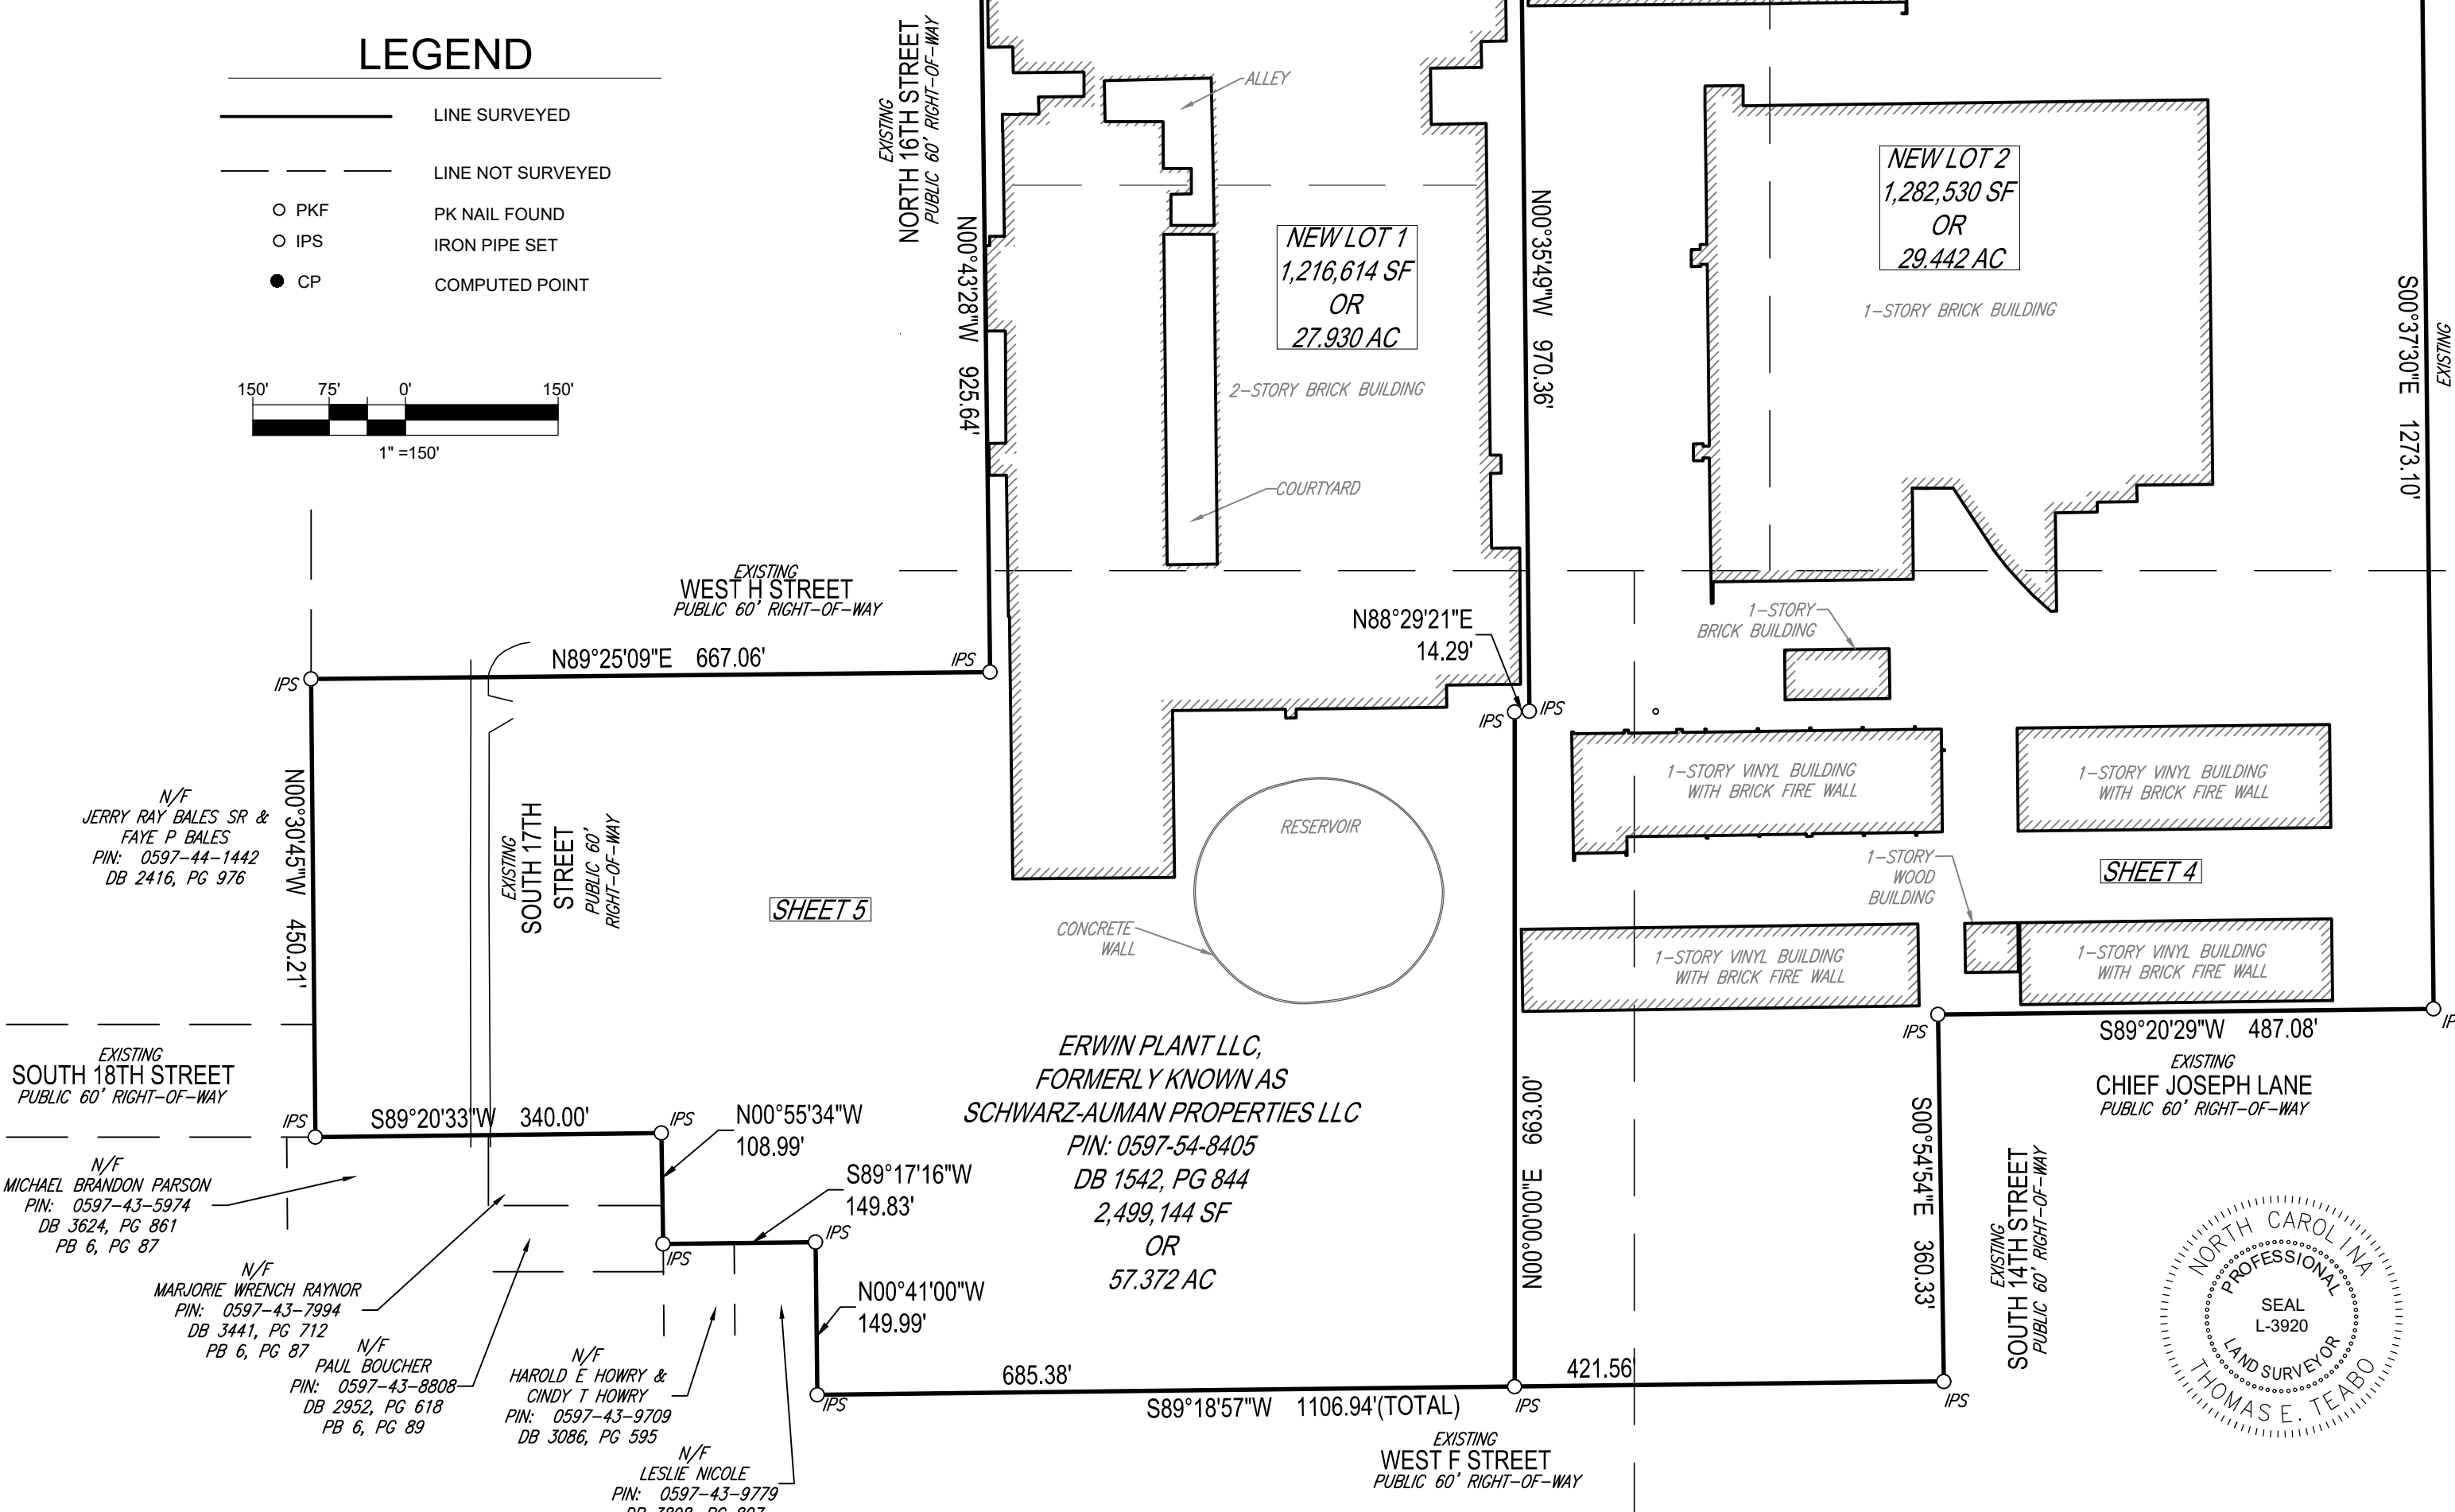 LEGEND
LINE SURVEYED
LINE NOT SURVEYED
PKF PK NAIL FOUND
IPS IRON PIPE SET
CP COMPUTED POINT
150' 75' 0' 150'
1" =150'
EXISTING
NORTH 16TH STREET
PUBLIC 60' RIGHT-OF-WAY
N00°43'28"W 925.64'
ALLEY
NEW LOT 1
1,216,614 SF
OR
27.930 AC
2-STORY BRICK BUILDING
COURTYARD
N00°35'49"W 970.36'
NEW LOT 2
1,282,530 SF
OR
29.442 AC
1-STORY BRICK BUILDING
S00°37'30"E 1273.10'
EXISTING
EXISTING
WEST H STREET
PUBLIC 60' RIGHT-OF-WAY
N89°25'09"E 667.06'
IPS
IPS
N88°29'21"E
14.29'
IPS
IPS
1-STORY
BRICK BUILDING
1-STORY VINYL BUILDING
WITH BRICK FIRE WALL
1-STORY VINYL BUILDING
WITH BRICK FIRE WALL
N/F
JERRY RAY BALES SR &
FAYE P BALES
PIN: 0597-44-1442
DB 2416, PG 976
N00°30'45"W 450.21'
EXISTING
SOUTH 17TH
STREET
PUBLIC 60'
RIGHT-OF-WAY
SHEET 5
RESERVOIR
CONCRETE
WALL
1-STORY
WOOD
BUILDING
SHEET 4
1-STORY VINYL BUILDING
WITH BRICK FIRE WALL
1-STORY VINYL BUILDING
WITH BRICK FIRE WALL
IPS
S89°20'29"W 487.08'
EXISTING
CHIEF JOSEPH LANE
PUBLIC 60' RIGHT-OF-WAY
EXISTING
SOUTH 18TH STREET
PUBLIC 60' RIGHT-OF-WAY
IPS
S89°20'33"W 340.00'
IPS
N00°55'34"W
108.99'
S89°17'16"W
149.83'
IPS
IPS
N00°41'00"W
149.99'
ERWIN PLANT LLC,
FORMERLY KNOWN AS
SCHWARZ-AUMAN PROPERTIES LLC
PIN: 0597-54-8405
DB 1542, PG 844
2,499,144 SF
OR
57.372 AC
N00°00'00"E 663.00'
S00°54'54"E 360.33'
EXISTING
SOUTH 14TH STREET
PUBLIC 60' RIGHT-OF-WAY
N/F
MICHAEL BRANDON PARSON
PIN: 0597-43-5974
DB 3624, PG 861
PB 6, PG 87
N/F
MARJORIE WRENCH RAYNOR
PIN: 0597-43-7994
DB 3441, PG 712
PB 6, PG 87
N/F
PAUL BOUCHER
PIN: 0597-43-8808
DB 2952, PG 618
PB 6, PG 89
N/F
HAROLD E HOWRY &
CINDY T HOWRY
PIN: 0597-43-9709
DB 3086, PG 595
N/F
LESLIE NICOLE
PIN: 0597-43-9779
685.38'
421.56'
IPS
S89°18'57"W 1106.94'(TOTAL)
IPS
IPS
EXISTING
WEST F STREET
PUBLIC 60' RIGHT-OF-WAY
NORTH CAROLINA
PROFESSIONAL
SEAL
L-3920
LAND SURVEYOR
THOMAS E. TEABO